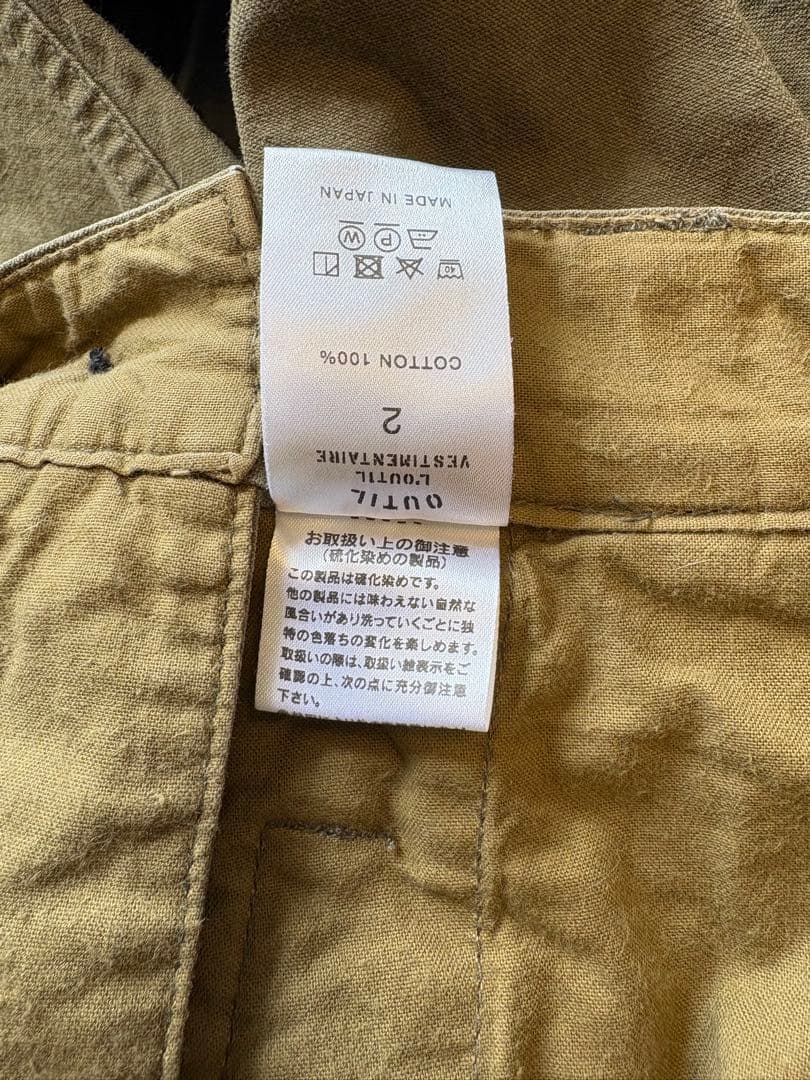 OUTIL
L'OUTIL
VESTIMENTAIRE
2
COTTON 100%
40
P W
MADE IN JAPAN
お取扱い上の御注意
(硫化染めの製品)
この製品は硫化染めです。
他の製品には味わえない自然な
風合いがあり洗っていくごとに独
特の色落ちの変化を楽しめます。
取扱いの際は、取扱い絵表示をご
確認の上、次の点に充分御注意
下さい。